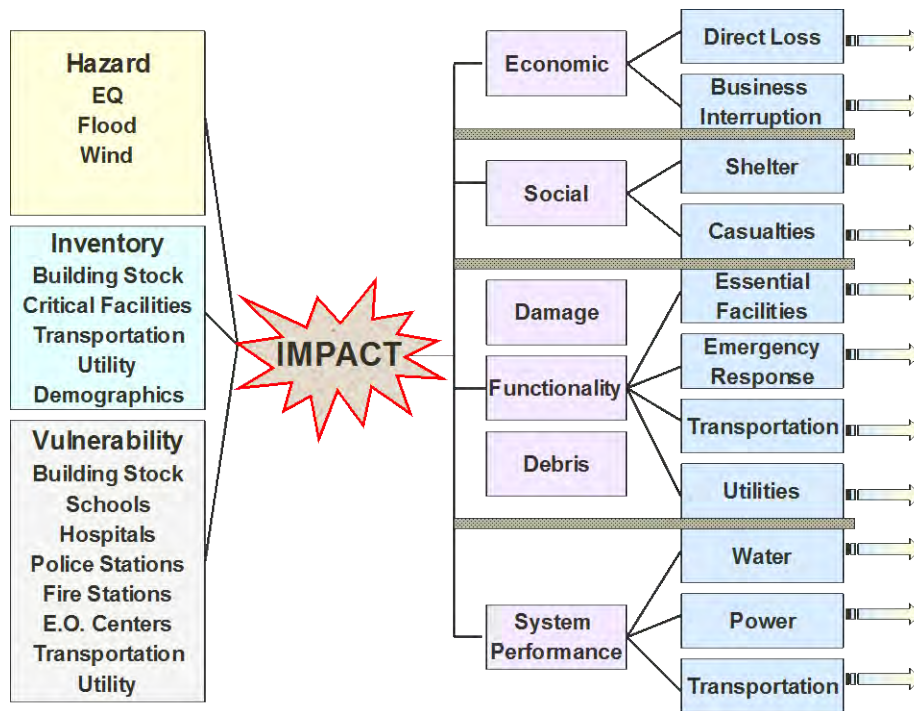 Hazard
EQ
Flood
Wind
Inventory
Building Stock
Critical Facilities
Transportation
Utility
Demographics
Vulnerability
Building Stock
Schools
Hospitals
Police Stations
Fire Stations
E.O. Centers
Transportation
Utility
IMPACT
Economic
Social
Damage
Functionality
Debris
System
Performance
Direct Loss
Business
Interruption
Shelter
Casualties
Essential
Facilities
Emergency
Response
Transportation
Utilities
Water
Power
Transportation